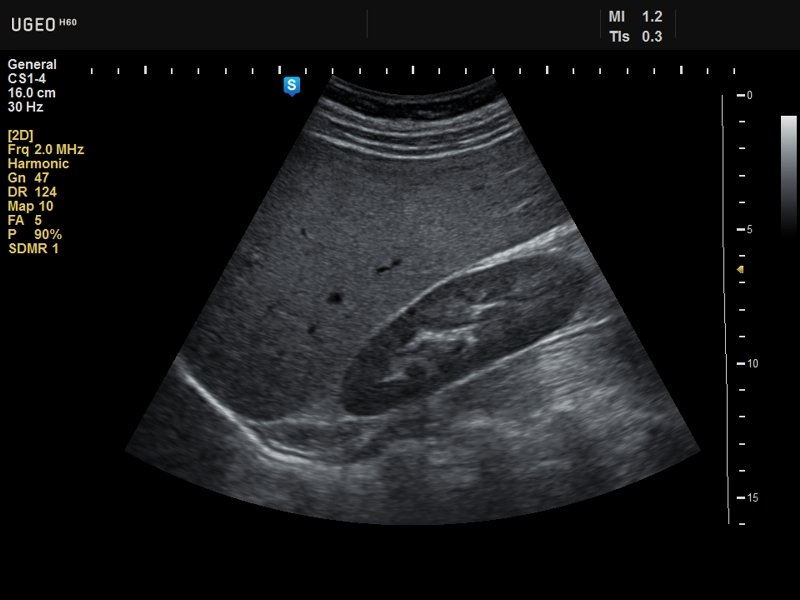 UGEO H60
MI 1.2
TIs 0.3
General
CS1-4
16.0 cm
30 Hz
[2D]
Frq 2.0 MHz
Harmonic
Gn 47
DR 124
Map 10
FA 5
P 90%
SDMR 1
S
0
5
10
15